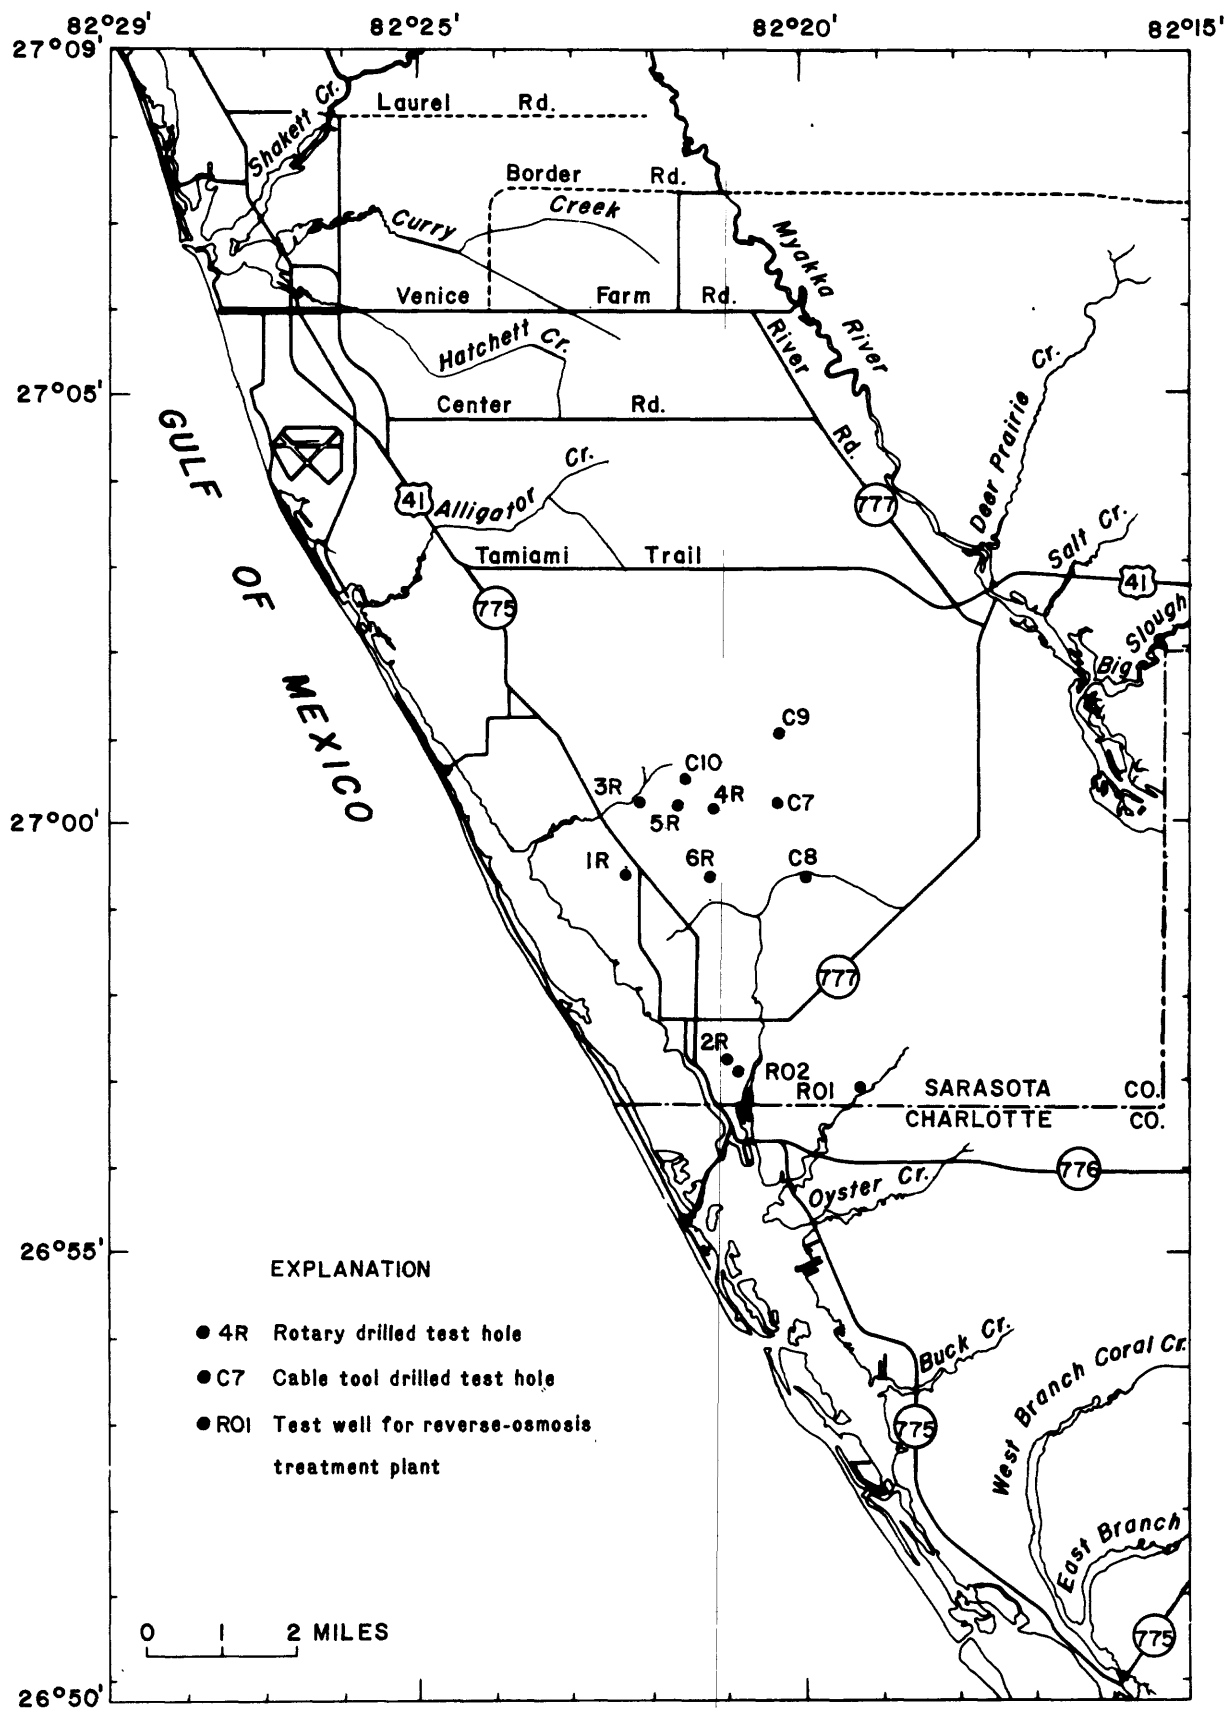 82°29' 82°25' 82°20' 82°15'
27°09'
Shakett Cr.
Laurel Rd.
Border Rd.
Curry Creek
Myakka River
Venice Farm Rd.
River Rd.
Hatchett Cr.
Deer Prairie Cr.
27°05'
Center Rd.
GULF OF MEXICO
41
Alligator Cr.
777
Salt Cr.
Tamiami Trail
41
775
Big Slough
C9
C10
3R
4R
C7
5R
27°00'
1R
6R
C8
777
2R
RO2
RO1
SARASOTA CO.
CHARLOTTE CO.
776
Oyster Cr.
26°55'
EXPLANATION
4R Rotary drilled test hole
C7 Cable tool drilled test hole
RO1 Test well for reverse-osmosis
treatment plant
Buck Cr.
West Branch Coral Cr.
775
East Branch
775
0 1 2 MILES
26°50'